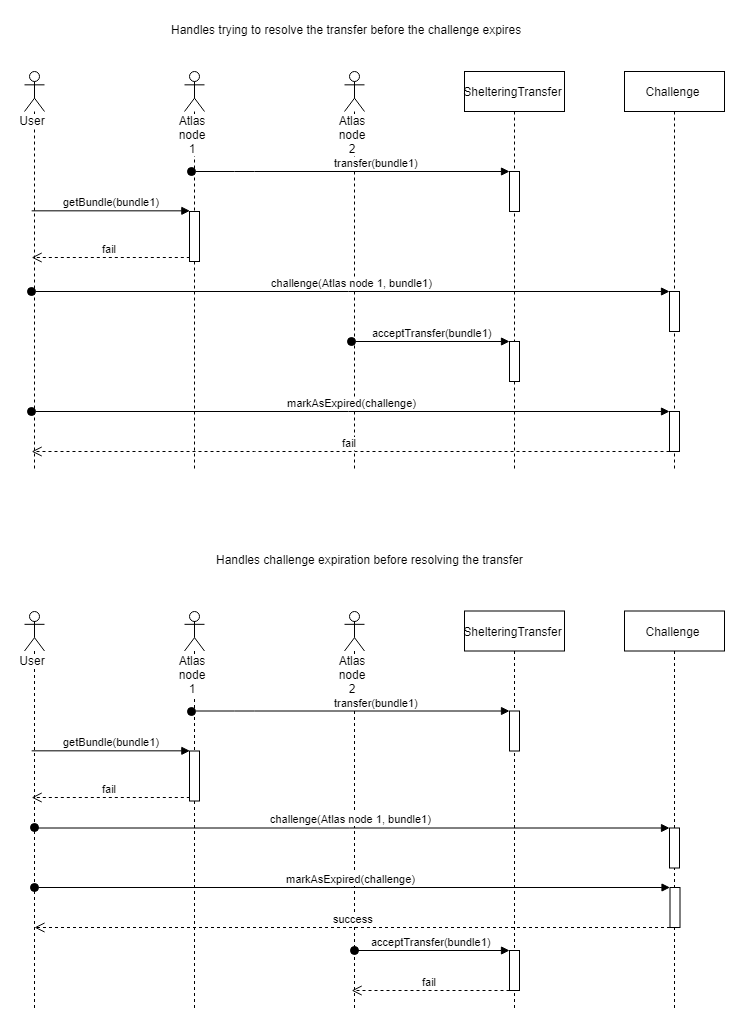 Handles trying to resolve the transfer before the challenge expires
User
Atlas
node
1
Atlas
node
2
ShelteringTransfer
Challenge
transfer(bundle1)
getBundle(bundle1)
fail
challenge(Atlas node 1, bundle1)
acceptTransfer(bundle1)
markAsExpired(challenge)
fail
Handles challenge expiration before resolving the transfer
User
Atlas
node
1
Atlas
node
2
ShelteringTransfer
Challenge
transfer(bundle1)
getBundle(bundle1)
fail
challenge(Atlas node 1, bundle1)
markAsExpired(challenge)
success
acceptTransfer(bundle1)
fail